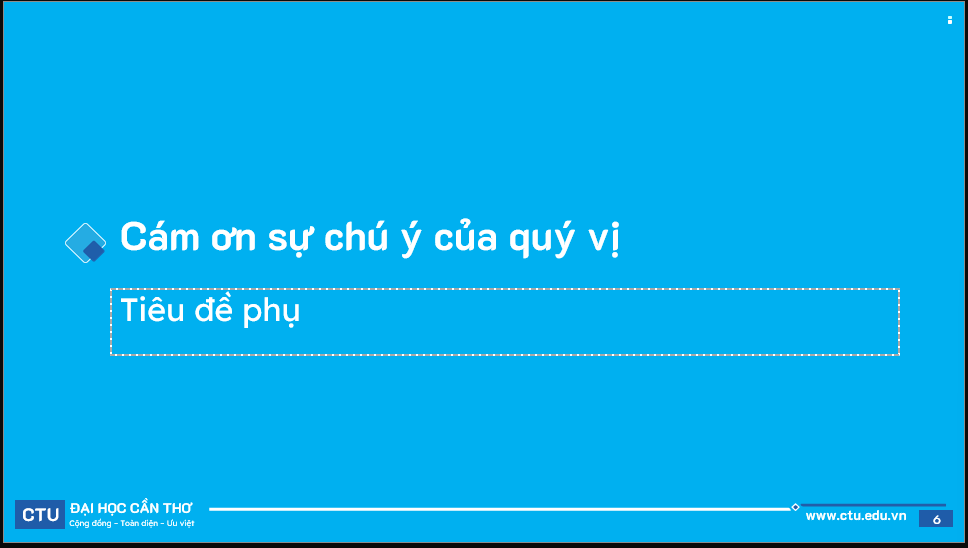 Cám ơn sự chú ý của quý vị
Tiêu đề phụ
CTU
ĐẠI HỌC CẦN THƠ
Cộng đồng – Toàn diện – Ưu việt
www.ctu.edu.vn
6